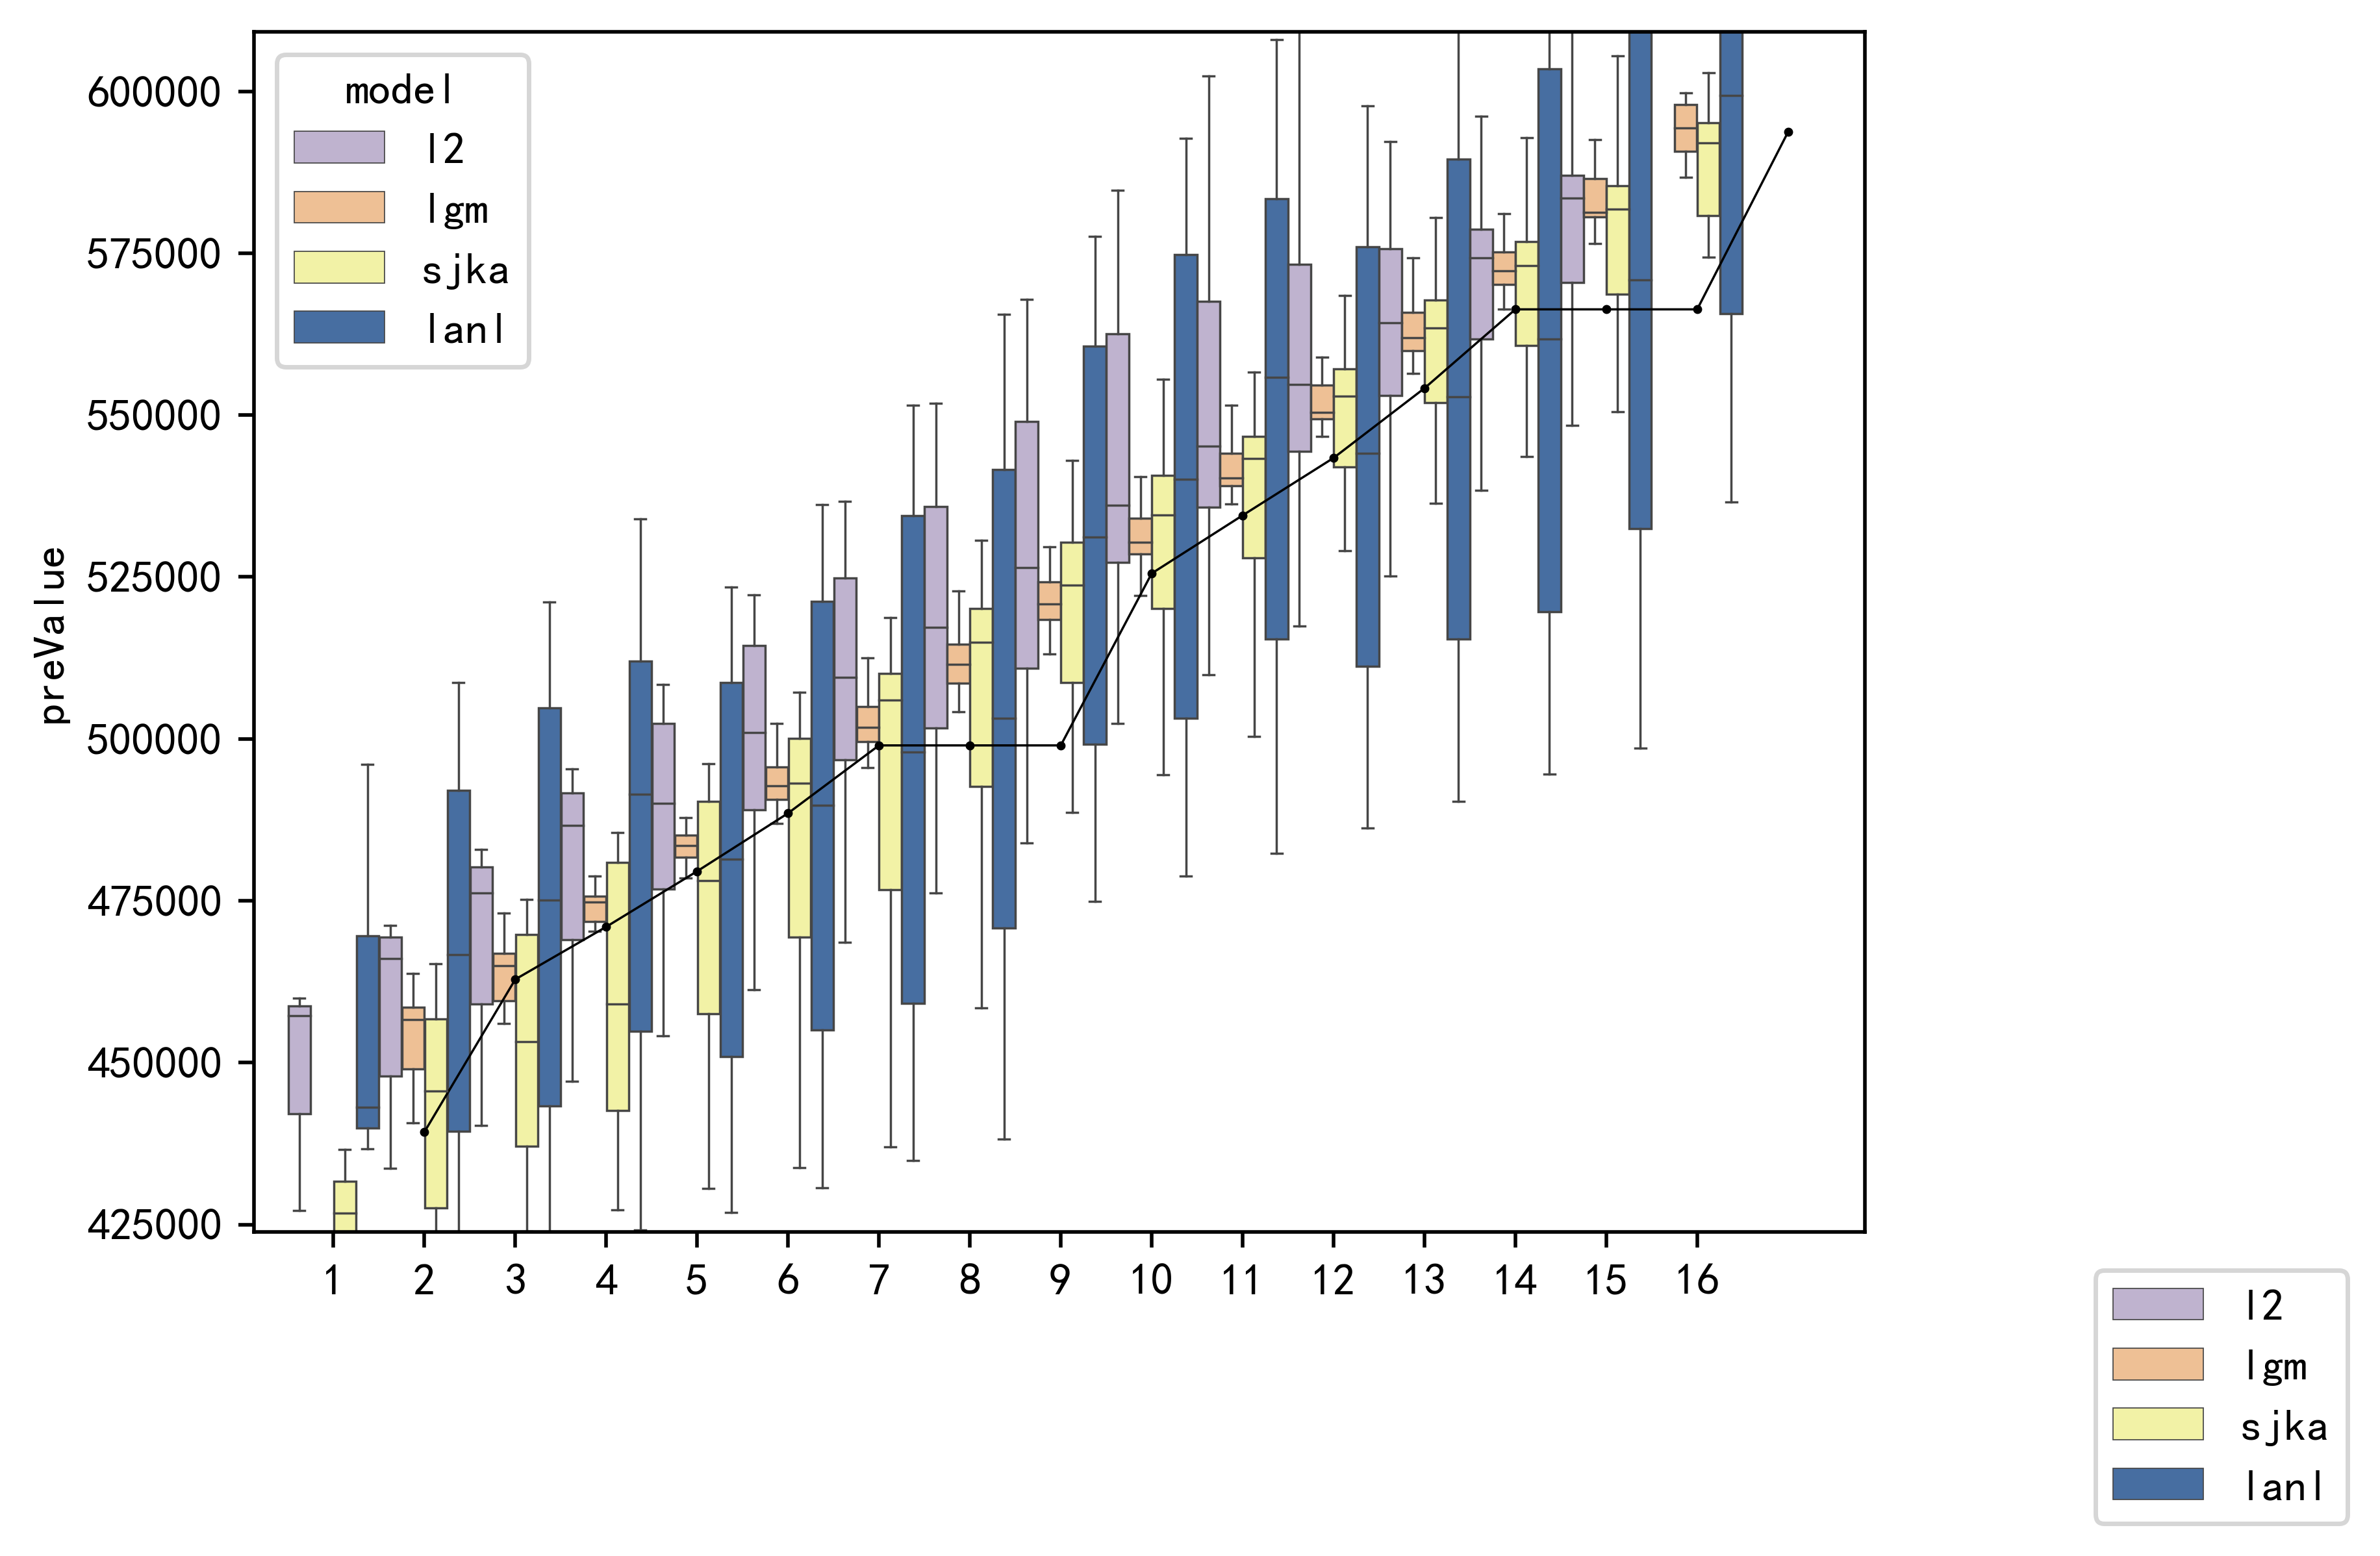 model
l2
lgm
sjka
lanl
600000
575000
550000
525000
500000
475000
450000
425000
preValue
1 2 3 4 5 6 7 8 9 10 11 12 13 14 15 16
l2
lgm
sjka
lanl